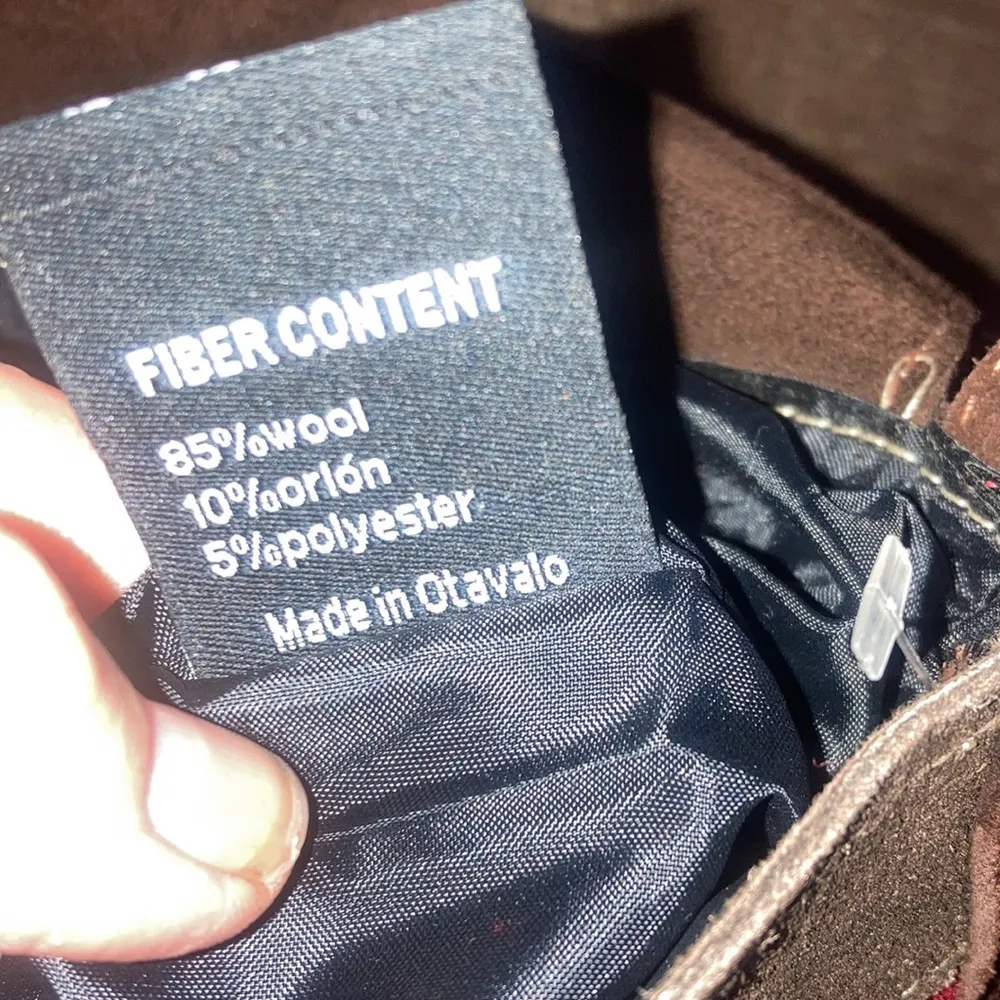 FIBER CONTENT
85%wool
10%orlón
5%polyester
Made in Otavalo